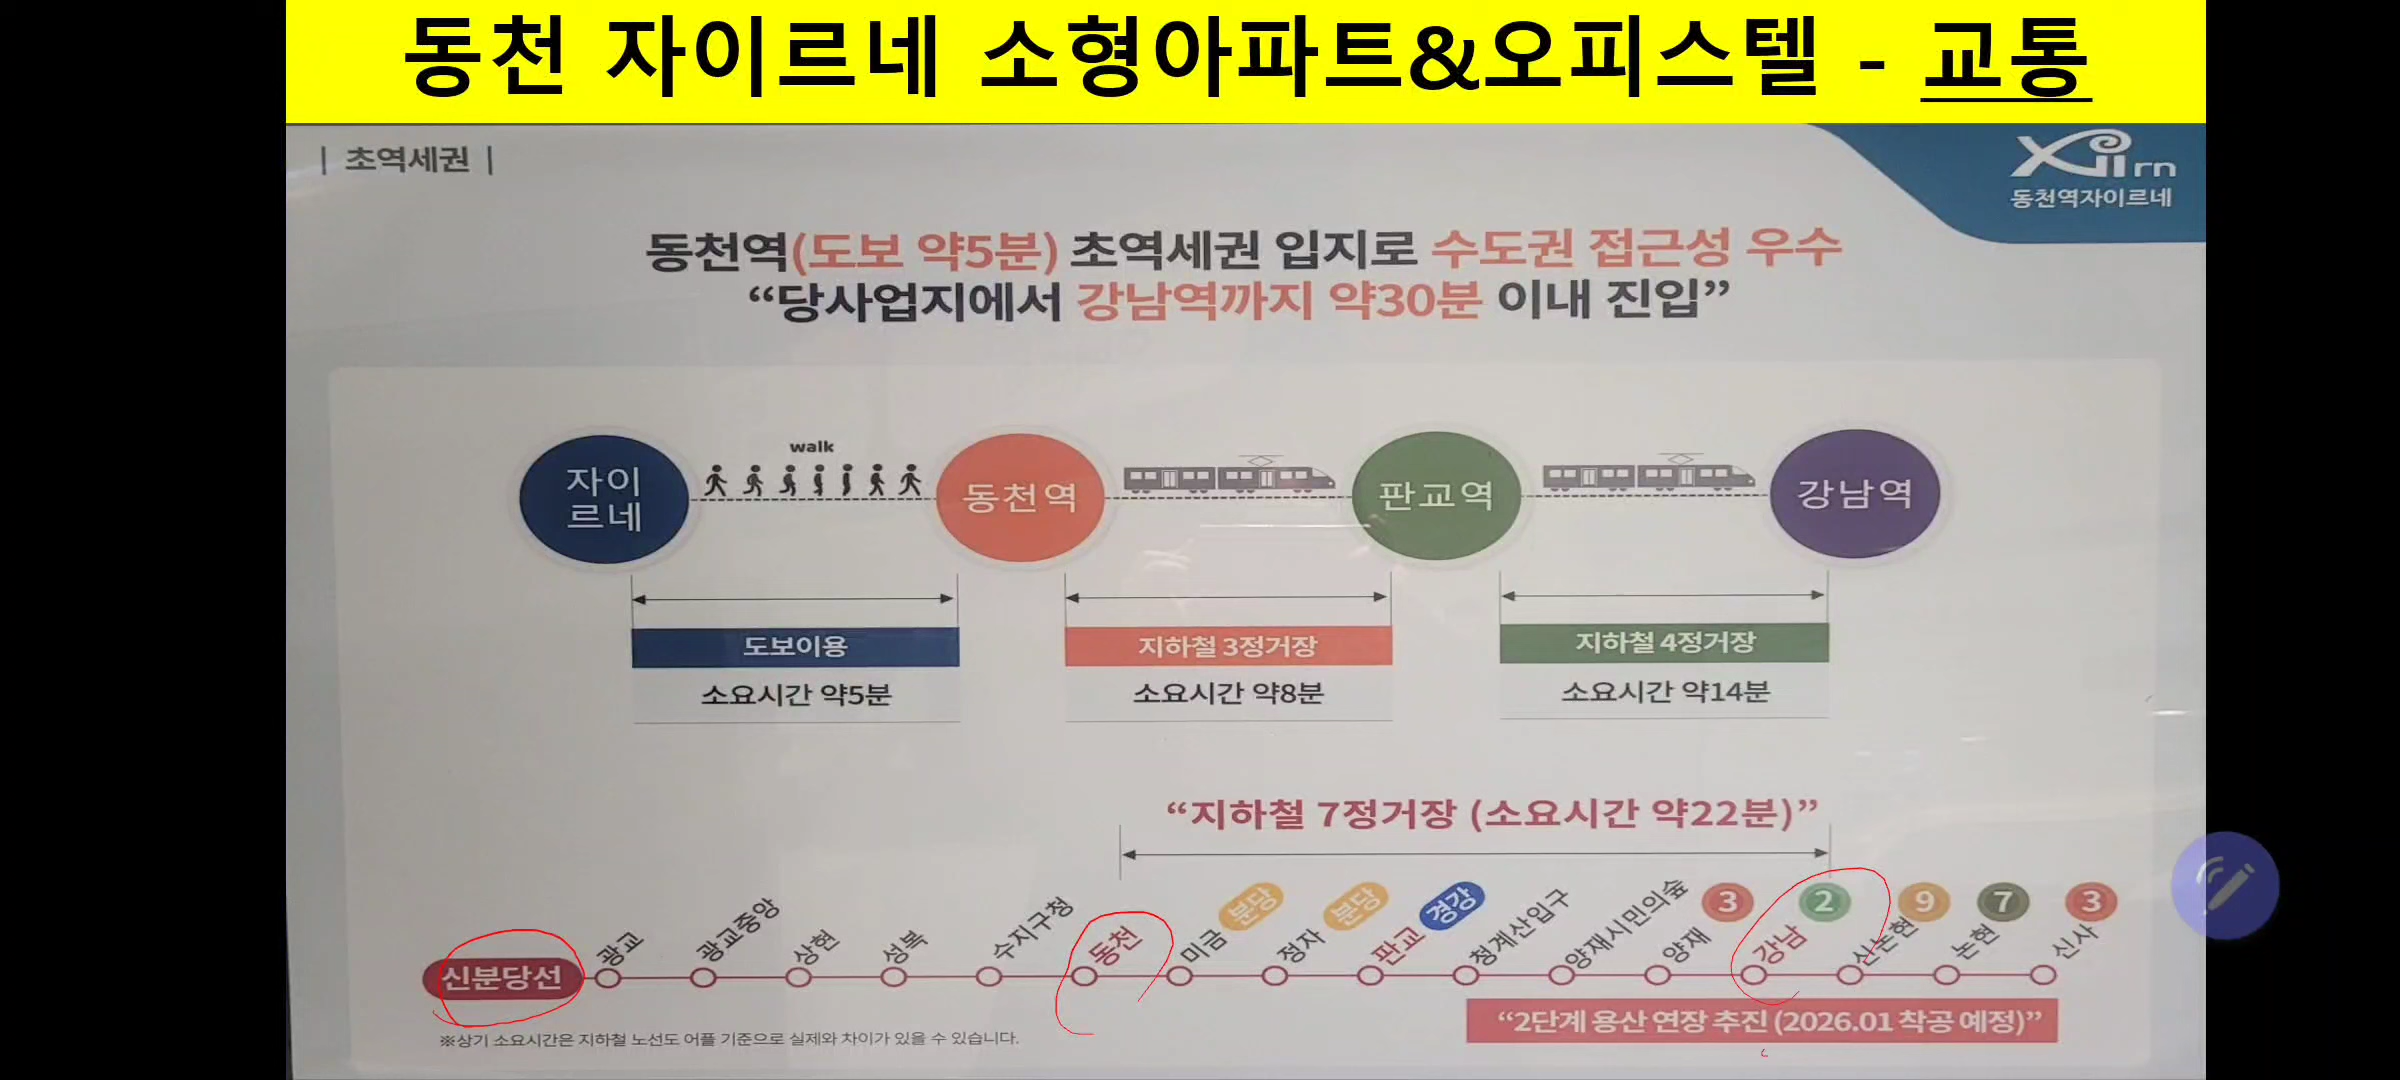 동천 자이르네 소형아파트&오피스텔 - 교통
| 초역세권 |
Xii rn
동천역자이르네
동천역(도보 약5분) 초역세권 입지로 수도권 접근성 우수
“당사업지에서 강남역까지 약30분 이내 진입”
walk
자이
르네
동천역
판교역
강남역
도보이용
지하철 3정거장
지하철 4정거장
소요시간 약5분
소요시간 약8분
소요시간 약14분
“지하철 7정거장 (소요시간 약22분)”
분당
분당
경강
3
2
9
7
3
신분당선
광교
광교중앙
상현
성복
수지구청
동천
미금
정자
판교
청계산입구
양재시민의숲
양재
강남
신논현
논현
신사
“2단계 용산 연장 추진 (2026.01 착공 예정)”
※상기 소요시간은 지하철 노선도 어플 기준으로 실제와 차이가 있을 수 있습니다.